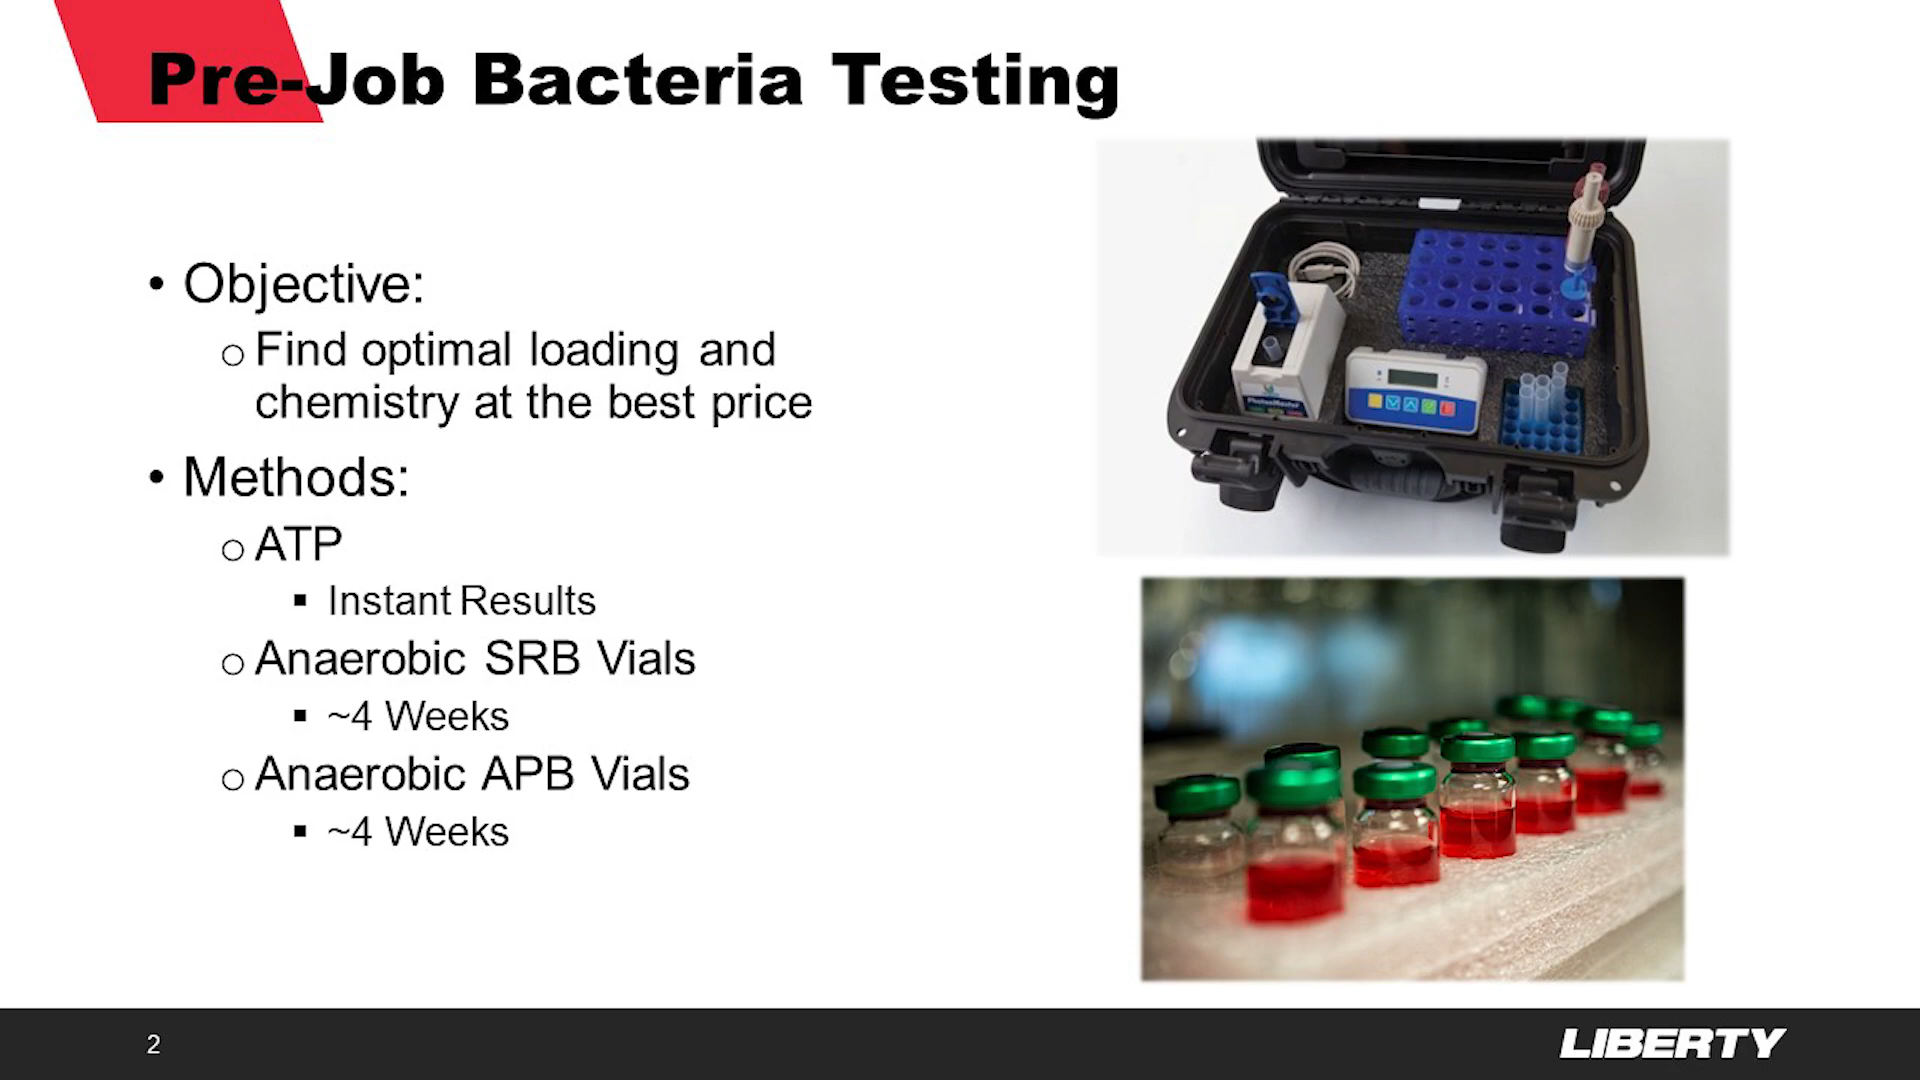 Pre-Job Bacteria Testing
• Objective:
o Find optimal loading and
chemistry at the best price
• Methods:
o ATP
▪ Instant Results
o Anaerobic SRB Vials
▪ ~4 Weeks
o Anaerobic APB Vials
▪ ~4 Weeks
PhotonMaster
2
LIBERTY